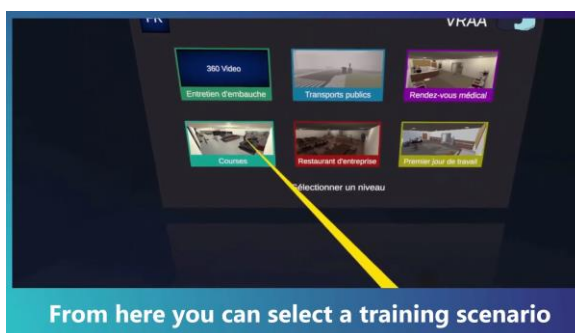 FR
VRAA
360 Video
Entretien d'embauche
Transports publics
Rendez-vous médical
Courses
Restaurant d'entreprise
Premier jour de travail
Sélectionner un niveau
From here you can select a training scenario